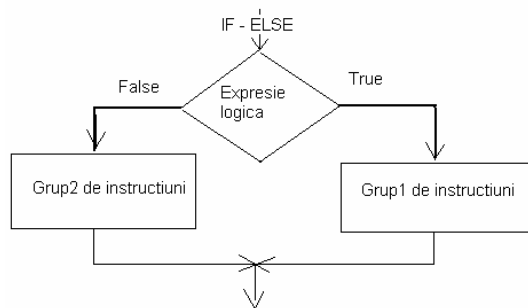 IF - ELSE
False
True
Expresie
logica
Grup2 de instructiuni
Grup1 de instructiuni